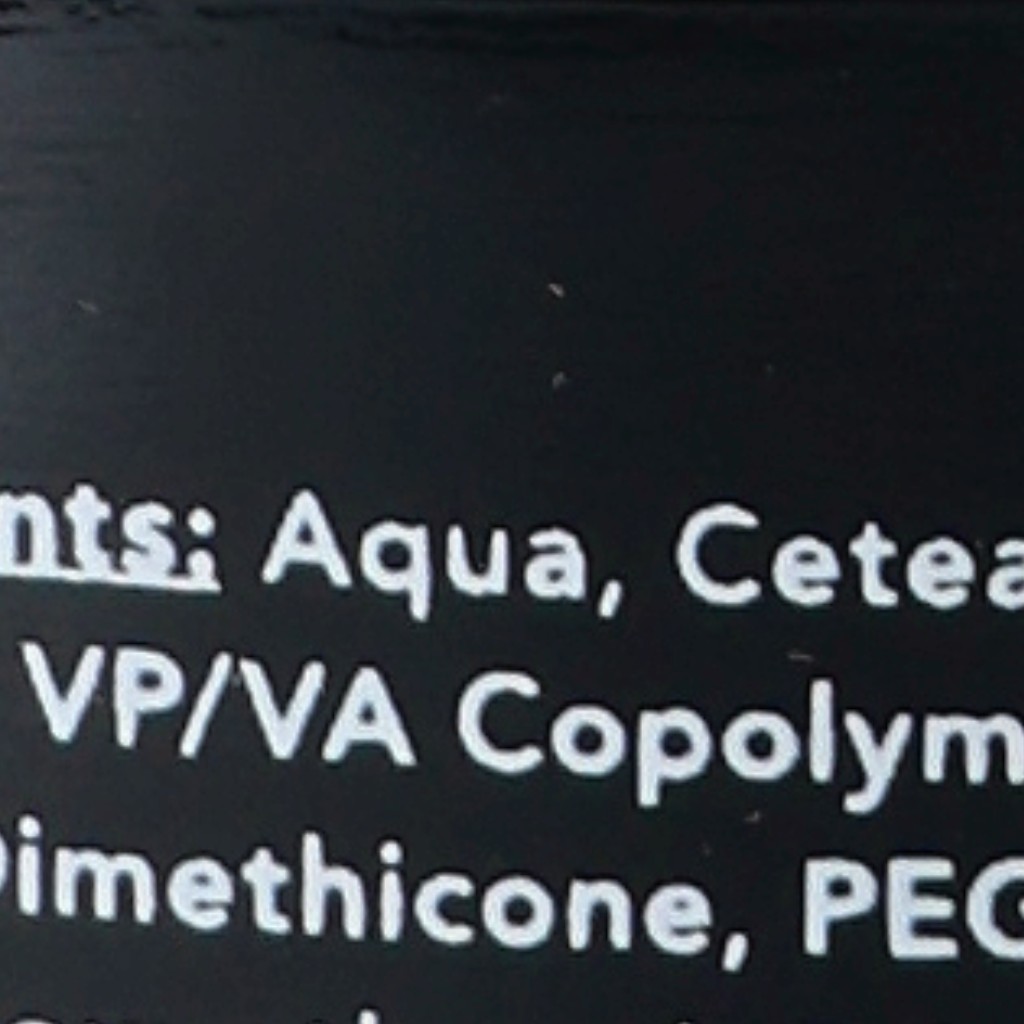 nts: Aqua, Cetea
VP/VA Copolym
Dimethicone, PEG